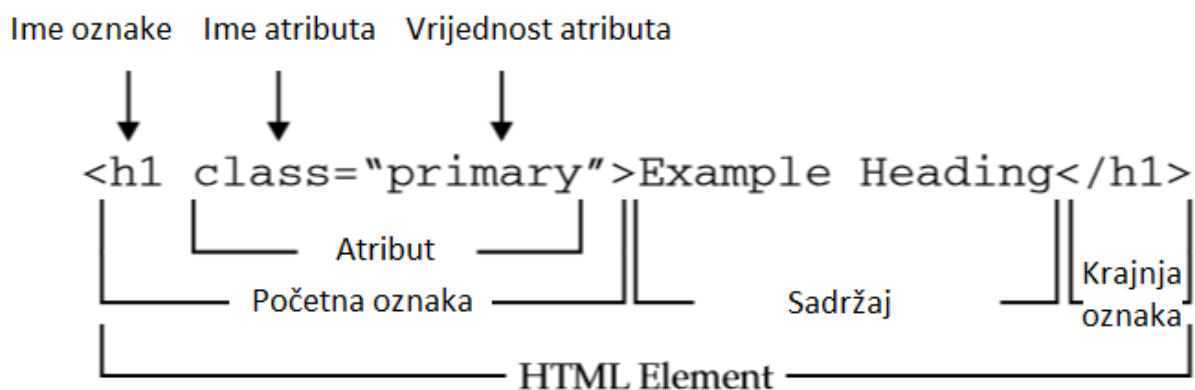 Ime oznake Ime atributa Vrijednost atributa
<h1 class=“primary”>Example Heading</h1>
Atribut
Početna oznaka
Sadržaj
Krajnja
oznaka
HTML Element